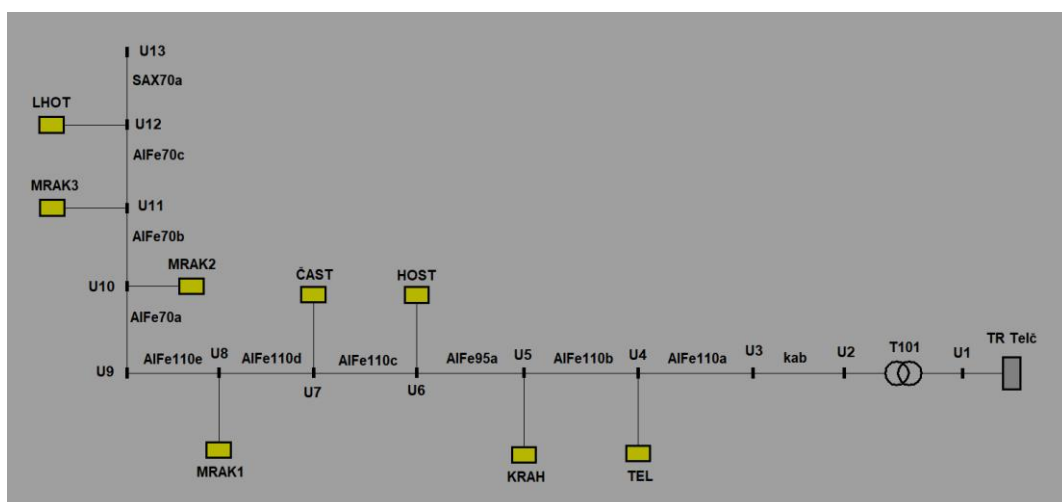 U13
SAX70a
LHOT
U12
AlFe70c
MRAK3
U11
AlFe70b
MRAK2
ČAST
HOST
U10
AlFe70a
TR Telč
AlFe110e
U8
AlFe110d
AlFe110c
AlFe95a
U5
AlFe110b
U4
AlFe110a
U3
kab
U2
T101
U1
U9
U7
U6
MRAK1
KRAH
TEL